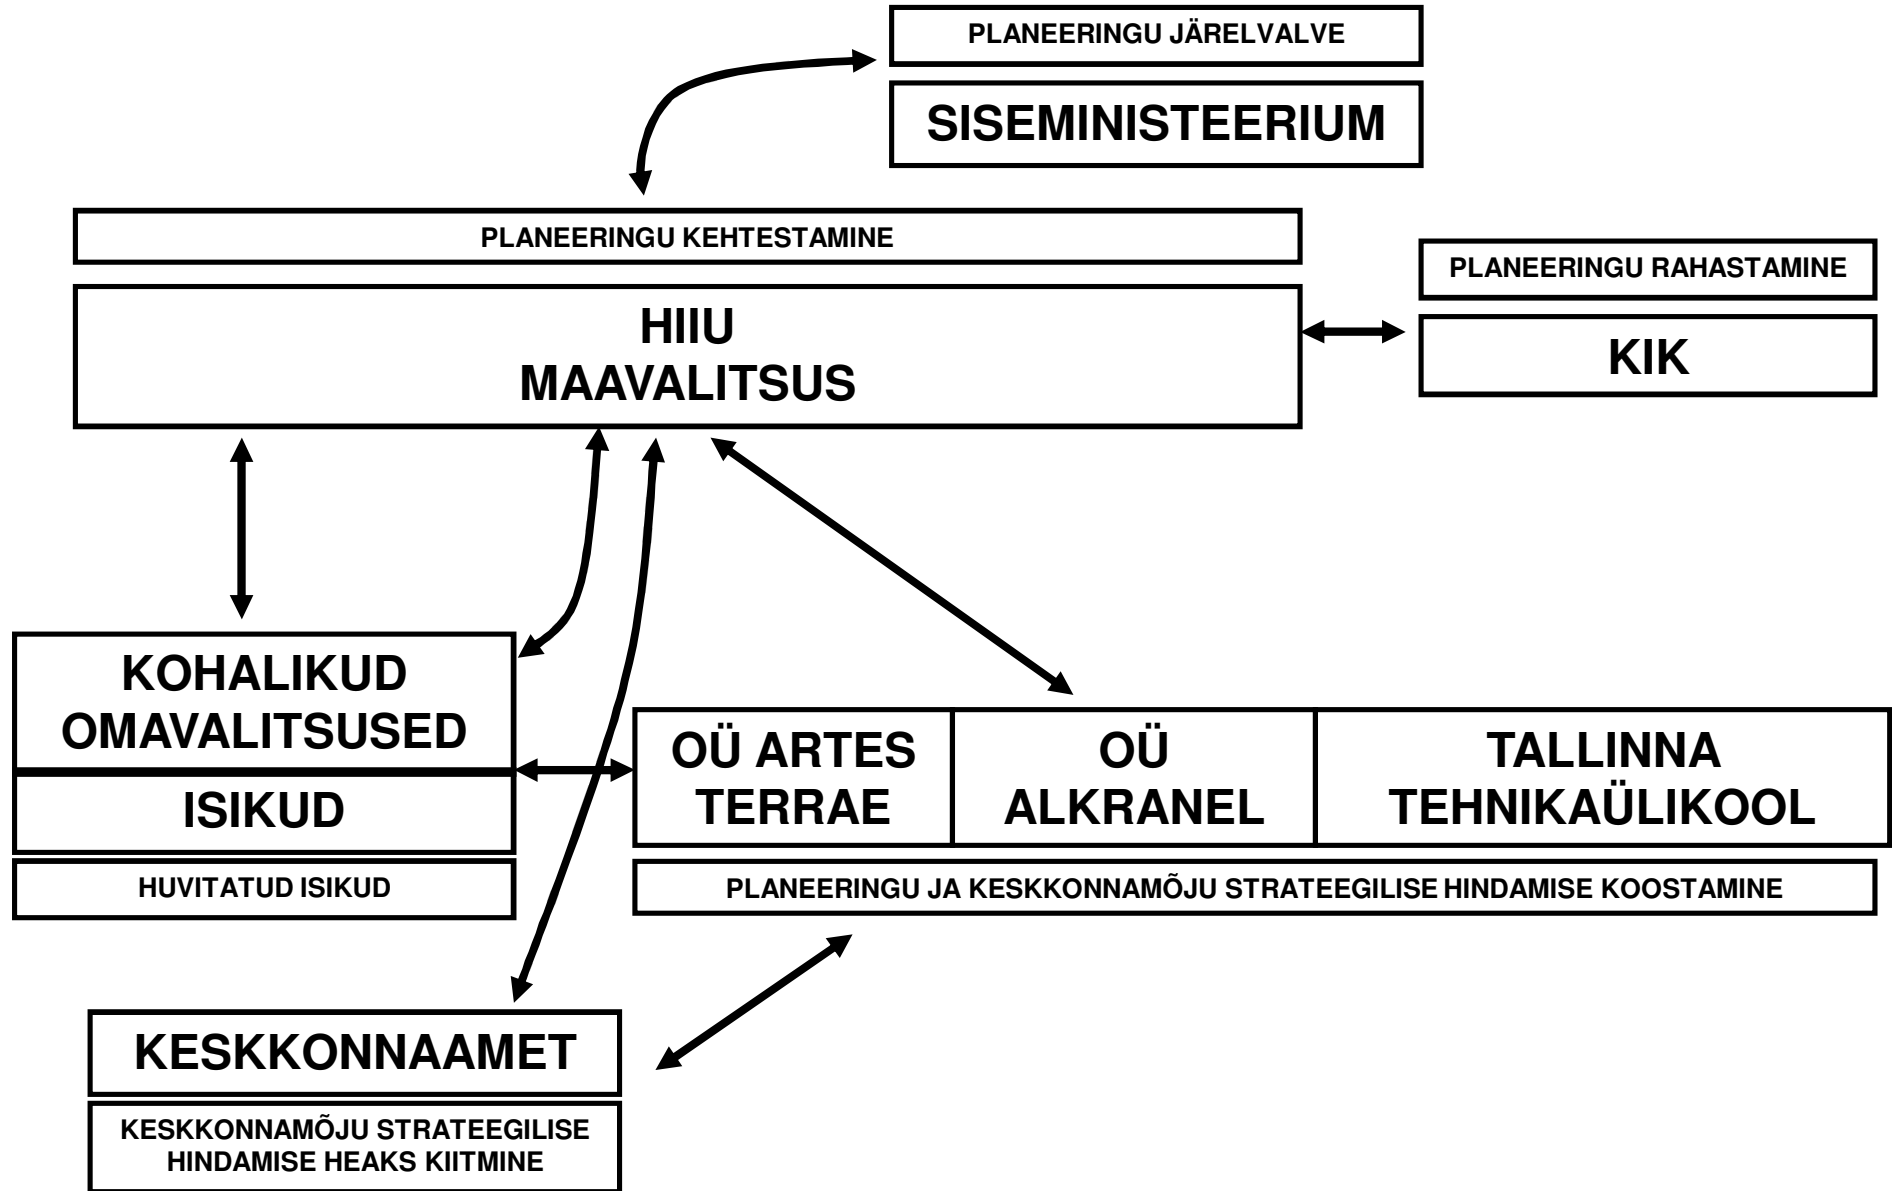 PLANEERINGU JÄRELVALVE
SISEMINISTEERIUM
PLANEERINGU KEHTESTAMINE
HIIU
MAAVALITSUS
PLANEERINGU RAHASTAMINE
KIK
KOHALIKUD
OMAVALITSUSED
ISIKUD
HUVITATUD ISIKUD
OÜ ARTES
TERRAE
OÜ
ALKRANEL
TALLINNA
TEHNIKAÜLIKOOL
PLANEERINGU JA KESKKONNAMÕJU STRATEEGILISE HINDAMISE KOOSTAMINE
KESKKONNAAMET
KESKKONNAMÕJU STRATEEGILISE
HINDAMISE HEAKS KIITMINE